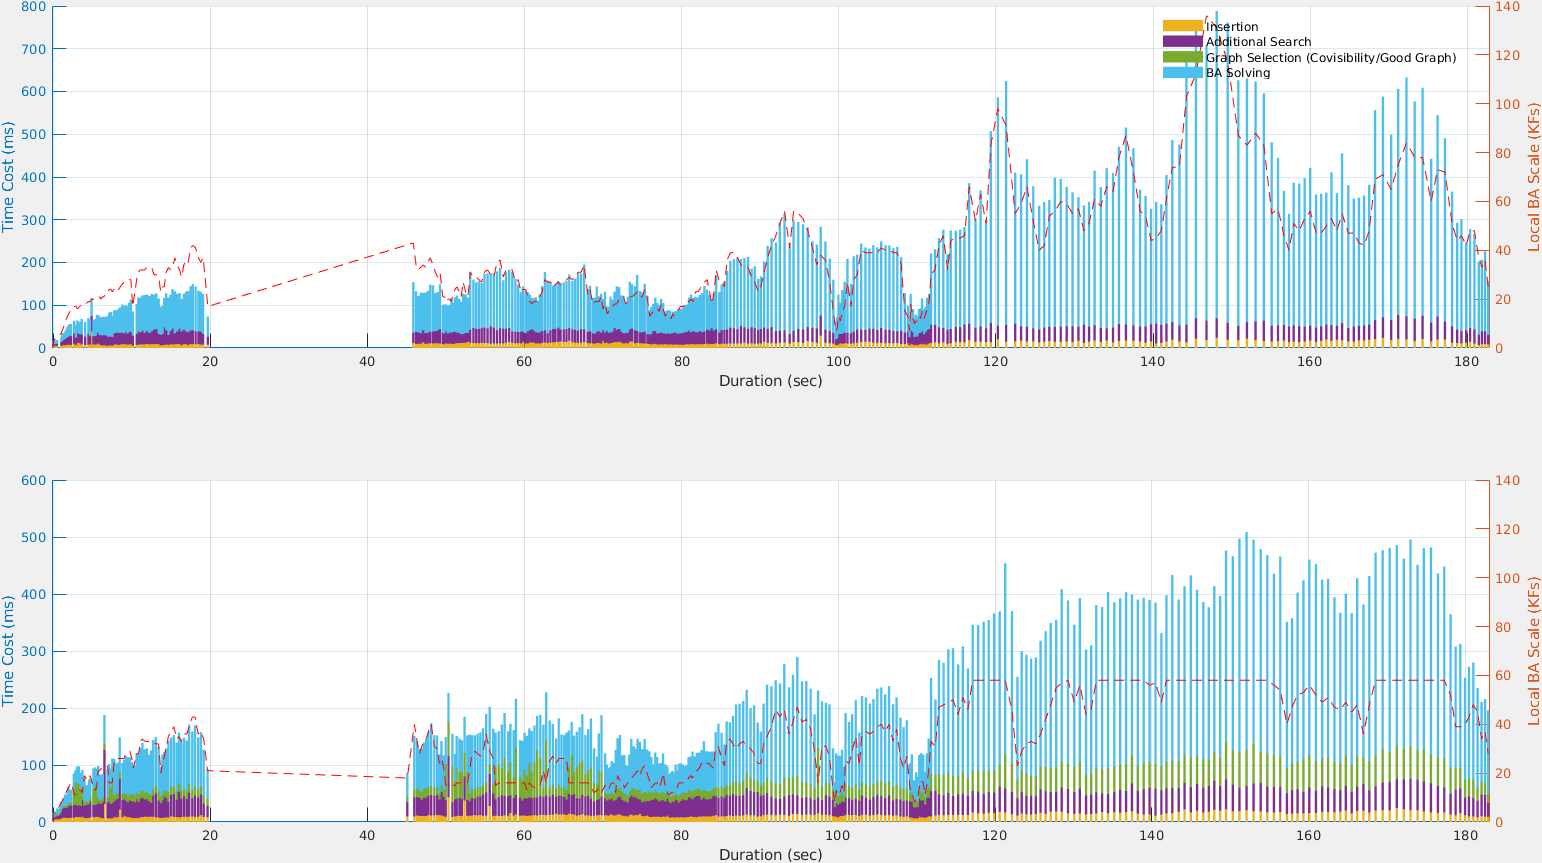 800
700
600
500
400
300
200
100
0
Time Cost (ms)
140
120
100
80
60
40
20
0
Local BA Scale (KFs)
Insertion
Additional Search
Graph Selection (Covisibility/Good Graph)
BA Solving
0 20 40 60 80 100 120 140 160 180
Duration (sec)
600
500
400
300
200
100
0
Time Cost (ms)
140
120
100
80
60
40
20
0
Local BA Scale (KFs)
0 20 40 60 80 100 120 140 160 180
Duration (sec)